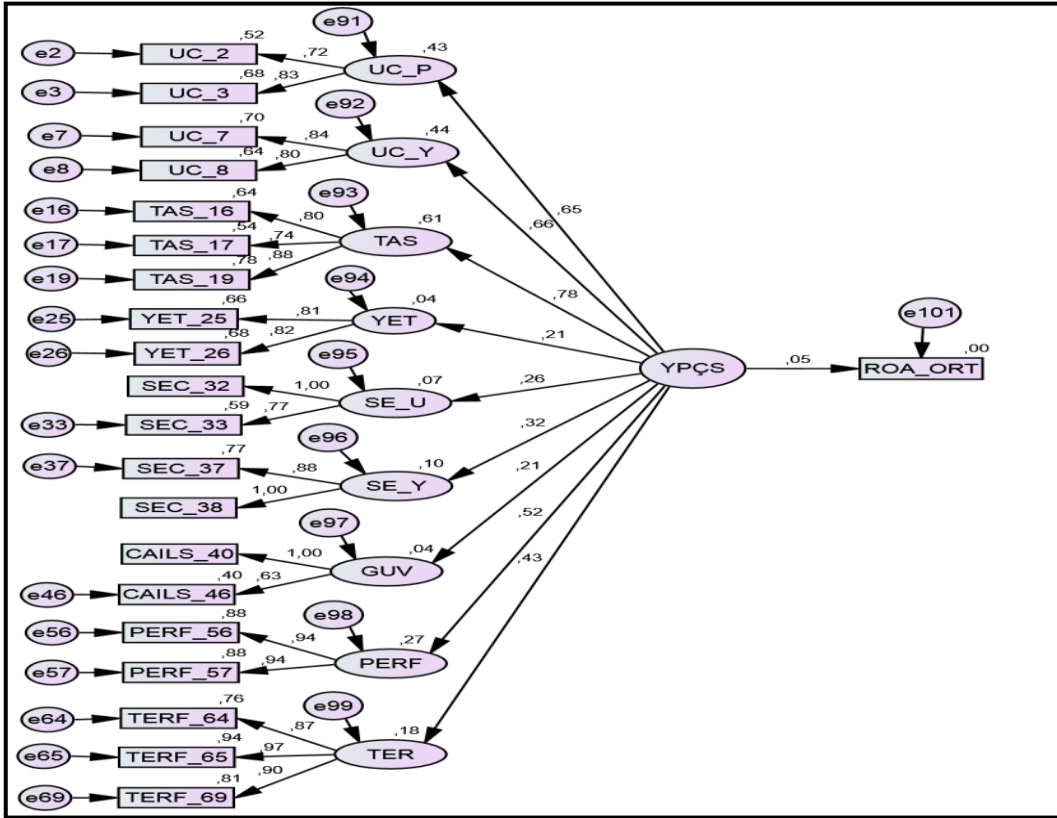 e91
,52
,43
e2
UC_2
,72
UC_P
,68
,83
e3
UC_3
e92
,70
,44
e7
UC_7
,84
UC_Y
,64
,80
e8
UC_8
,65
e93
,66
,64
,61
e16
TAS_16
,80
,54
,74
TAS
e17
TAS_17
,78
,88
e19
TAS_19
,78
e94
,66
,04
e25
YET_25
,81
YET
e101
,68
,82
,21
e26
YET_26
e95
,05
,00
YPÇS
ROA_ORT
SEC_32
1,00
,07
,26
,59
,77
SE_U
e33
SEC_33
,32
e96
,77
,10
e37
SEC_37
,88
,21
SE_Y
1,00
SEC_38
,52
e97
,04
CAILS_40
1,00
,43
GUV
,40
,63
e46
CAILS_46
e98
,88
,27
e56
PERF_56
,94
PERF
,88
,94
e57
PERF_57
e99
,76
,18
e64
TERF_64
,87
,94
,97
TER
e65
TERF_65
,90
,81
e69
TERF_69